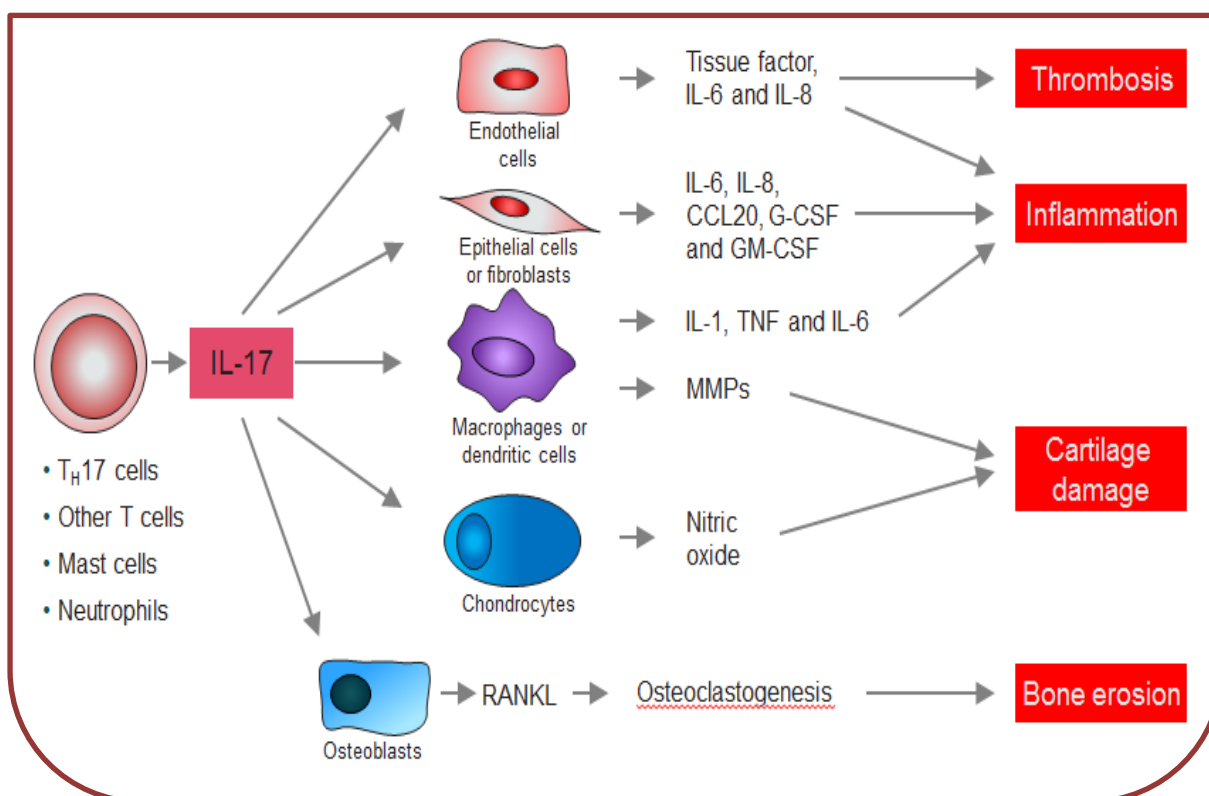 Tissue factor,
IL-6 and IL-8
Thrombosis
Endothelial
cells
IL-6, IL-8,
CCL20, G-CSF
and GM-CSF
Inflammation
Epithelial cells
or fibroblasts
IL-17
IL-1, TNF and IL-6
MMPs
Macrophages or
dendritic cells
Cartilage
damage
• TH17 cells
• Other T cells
• Mast cells
• Neutrophils
Nitric
oxide
Chondrocytes
RANKL
Osteoclastogenesis
Bone erosion
Osteoblasts